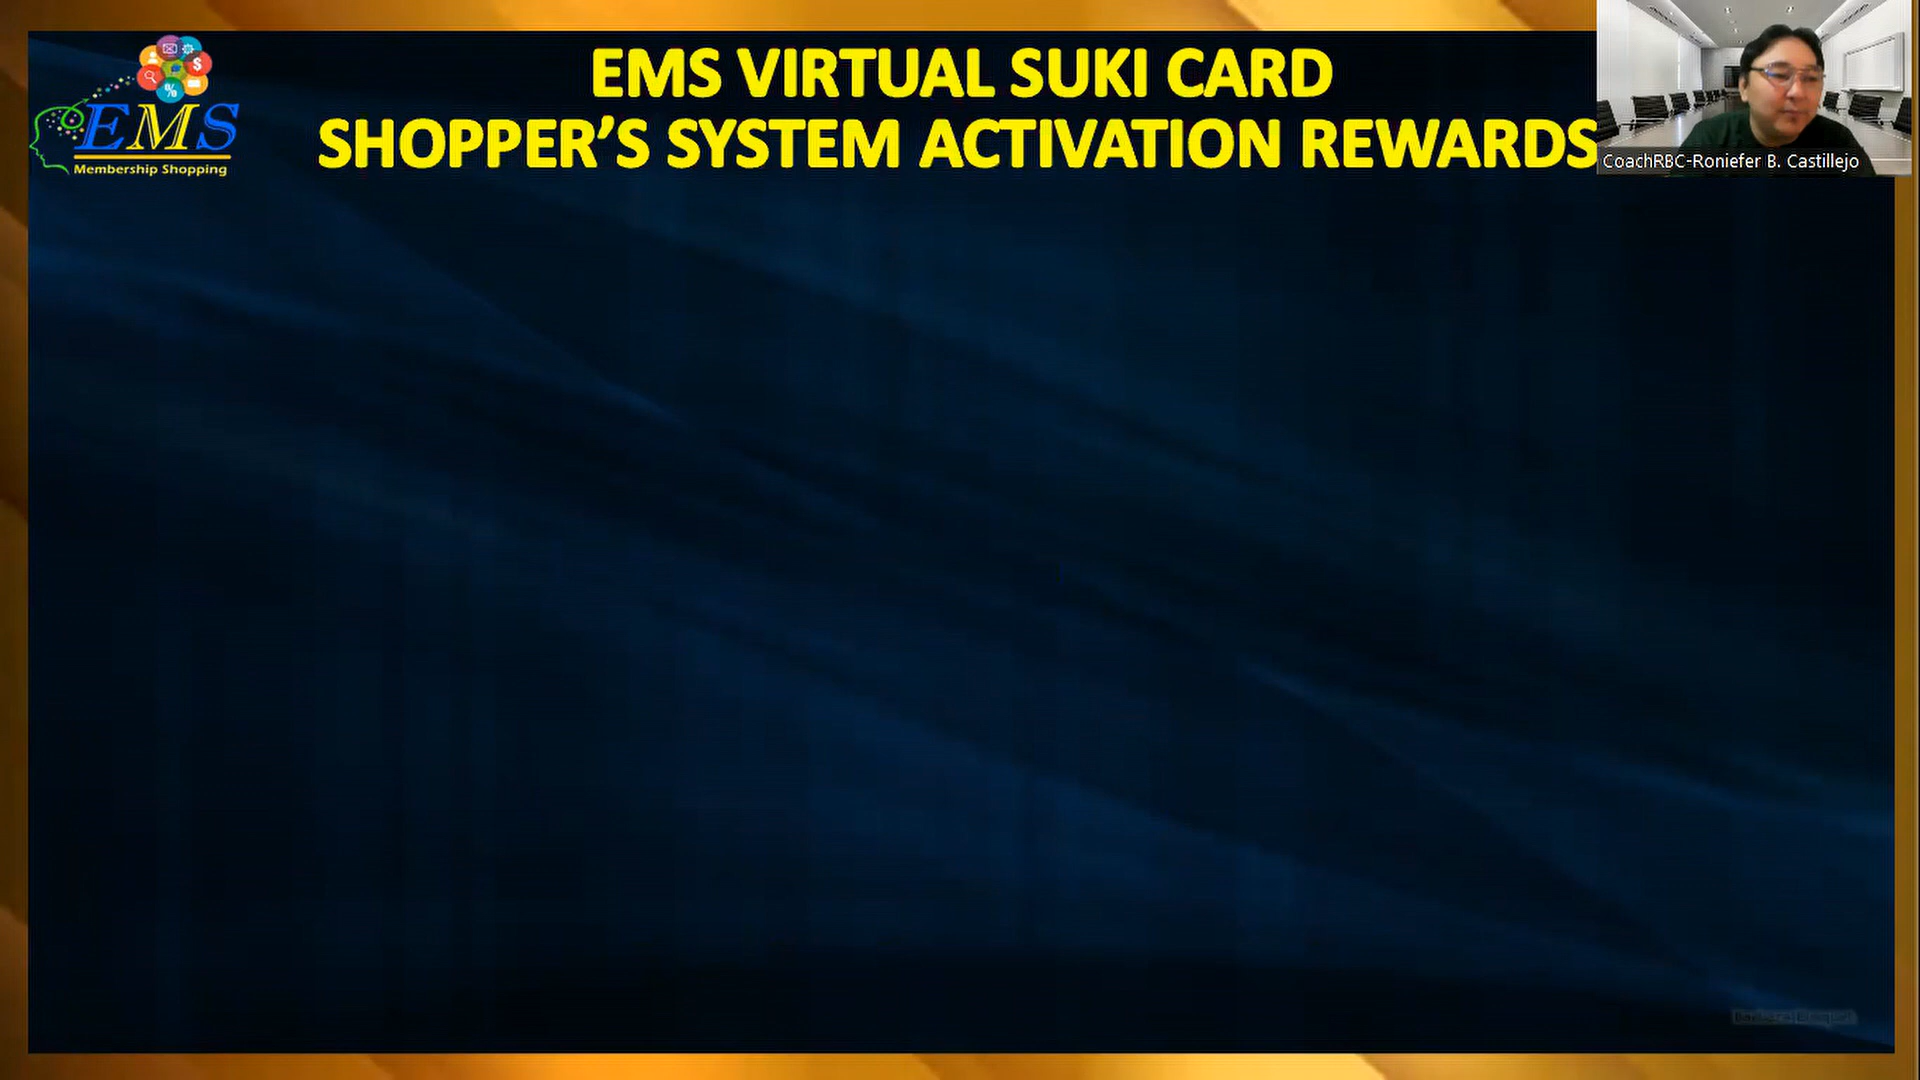 EMS
Membership Shopping
EMS VIRTUAL SUKI CARD
SHOPPER'S SYSTEM ACTIVATION REWARDS
CoachRBC-Roniefer B. Castillejo
$
%